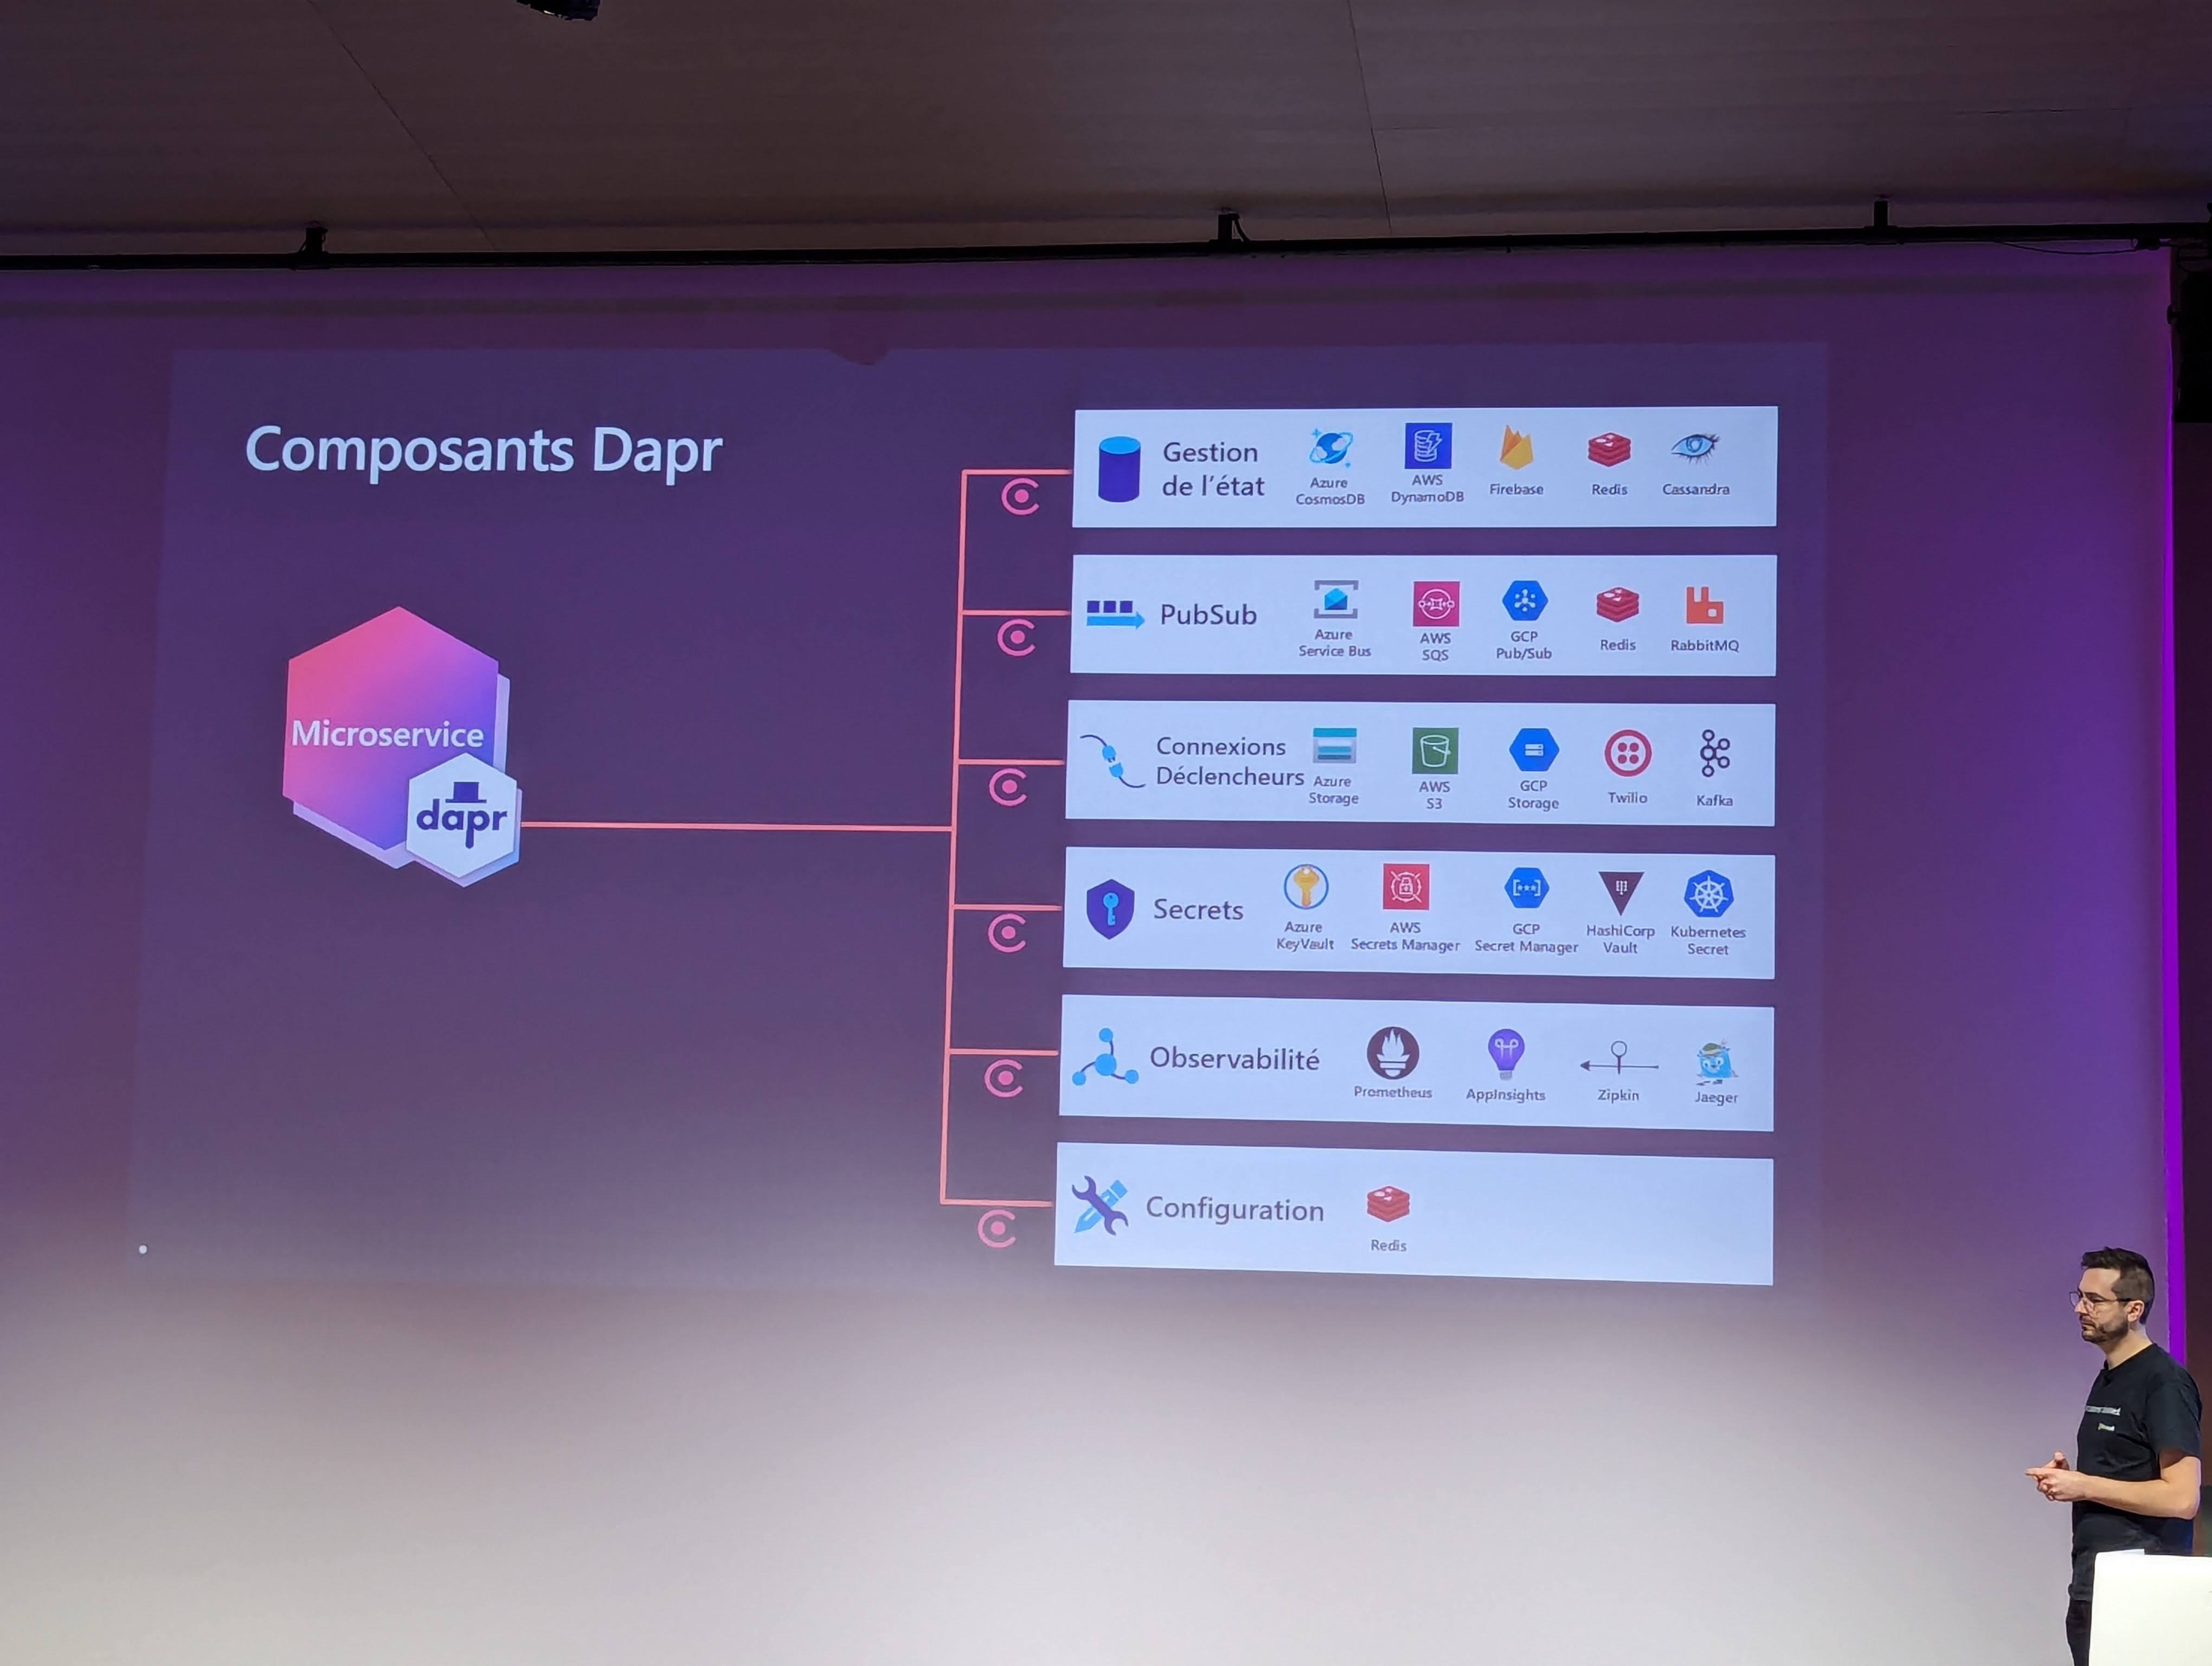 Composants Dapr
Microservice
dapr
Gestion
de l'état
Azure
CosmosDB
AWS
DynamoDB
Firebase
Redis
Cassandra
PubSub
Azure
Service Bus
AWS
SQS
GCP
Pub/Sub
Redis
RabbitMQ
Connexions
Déclencheurs
Azure
Storage
AWS
S3
GCP
Storage
Twilio
Kafka
Secrets
Azure
KeyVault
AWS
Secrets Manager
GCP
Secret Manager
HashiCorp
Vault
Kubernetes
Secret
Observabilité
Prometheus
AppInsights
Zipkin
Jaeger
Configuration
Redis